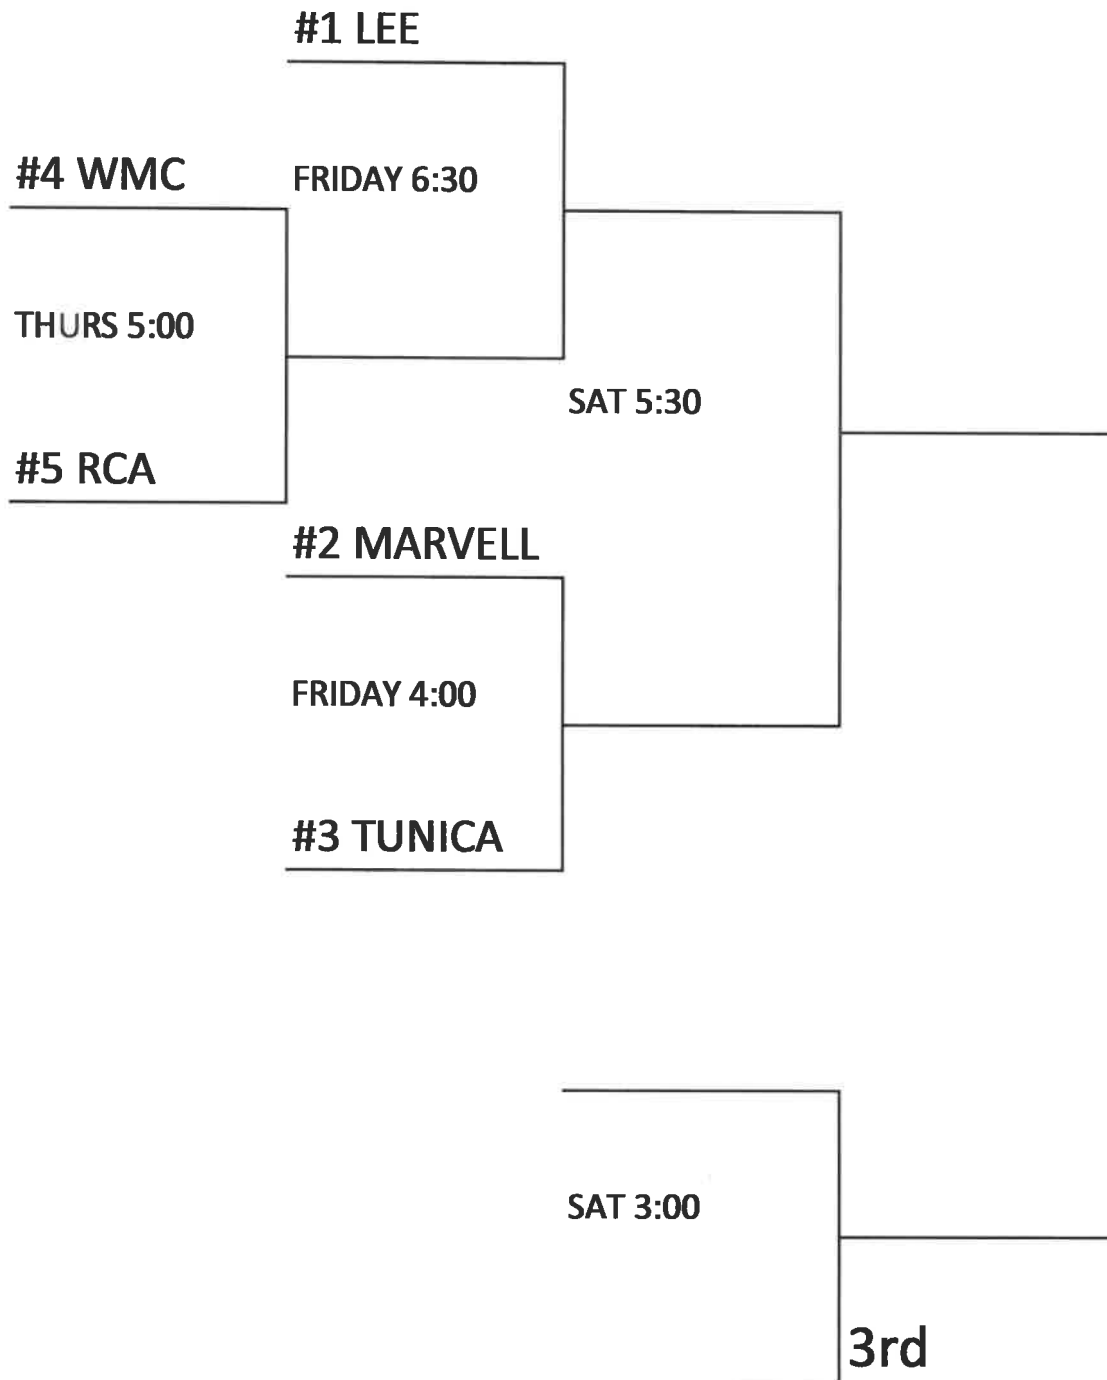 #1 LEE
#4 WMC
FRIDAY 6:30
THURS 5:00
SAT 5:30
#5 RCA
#2 MARVELL
FRIDAY 4:00
#3 TUNICA
SAT 3:00
3rd